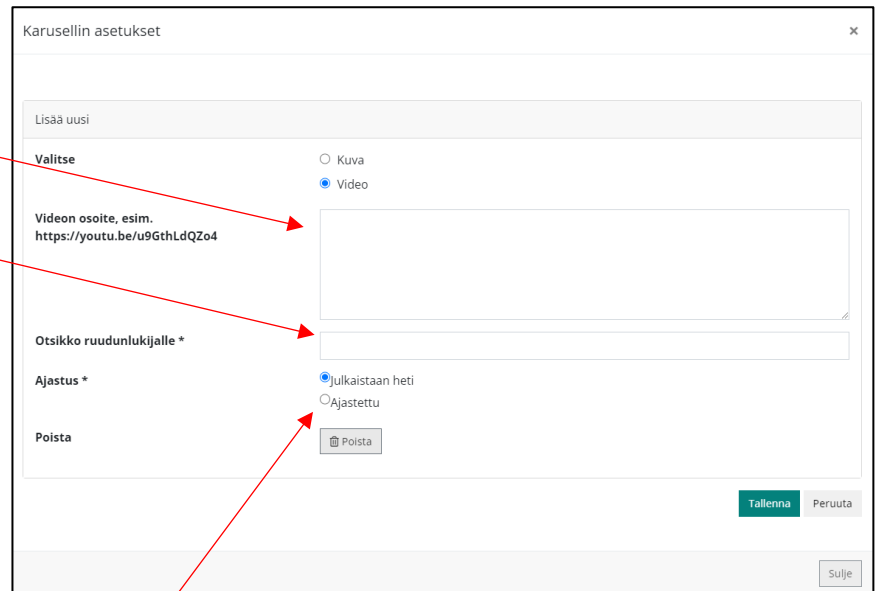 Karusellin asetukset ×
Lisää uusi
Valitse
Kuva
Video
Videon osoite, esim.
https://youtu.be/u9GthLdQZo4
Otsikko ruudunlukijalle *
Ajastus *
Julkaistaan heti
Ajastettu
Poista
Poista
Tallenna
Peruuta
Sulje